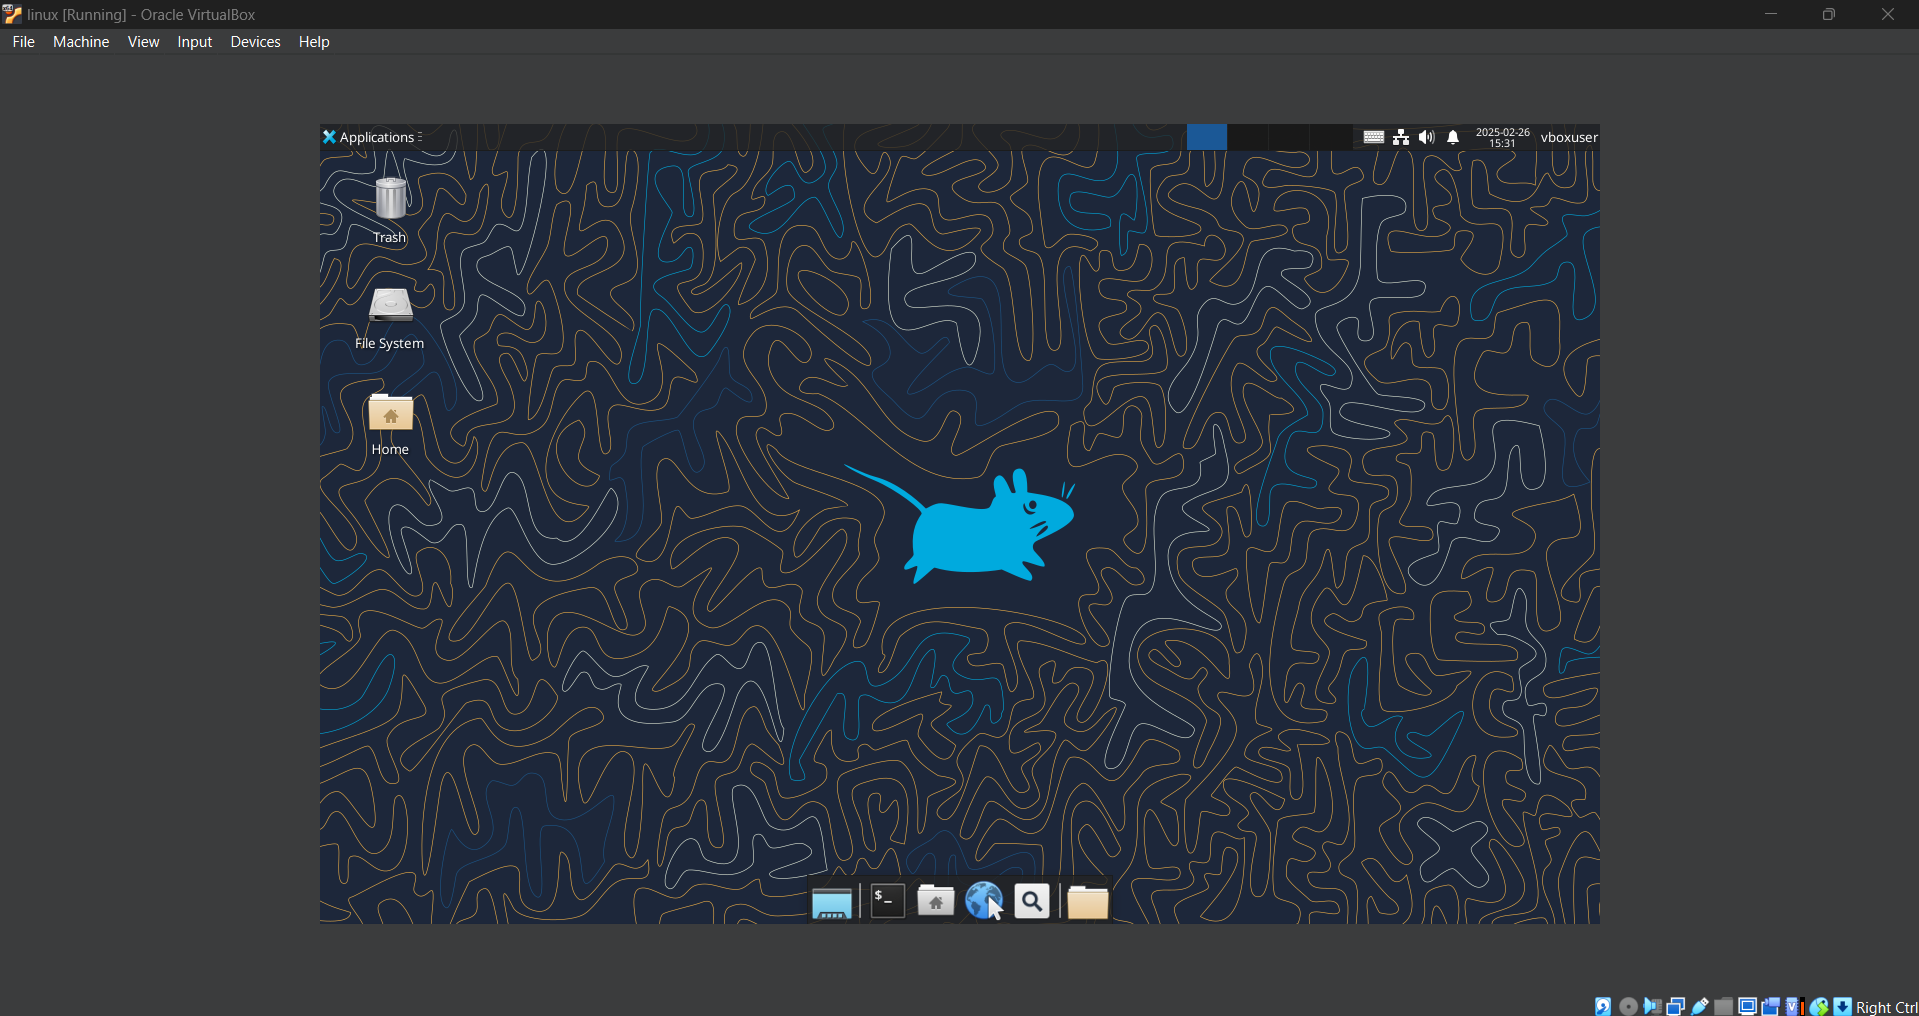 linux [Running] - Oracle VirtualBox
File Machine View Input Devices Help
Applications
2025-02-26
15:31
vboxuser
Trash
File System
Home
$_
Right Ctrl